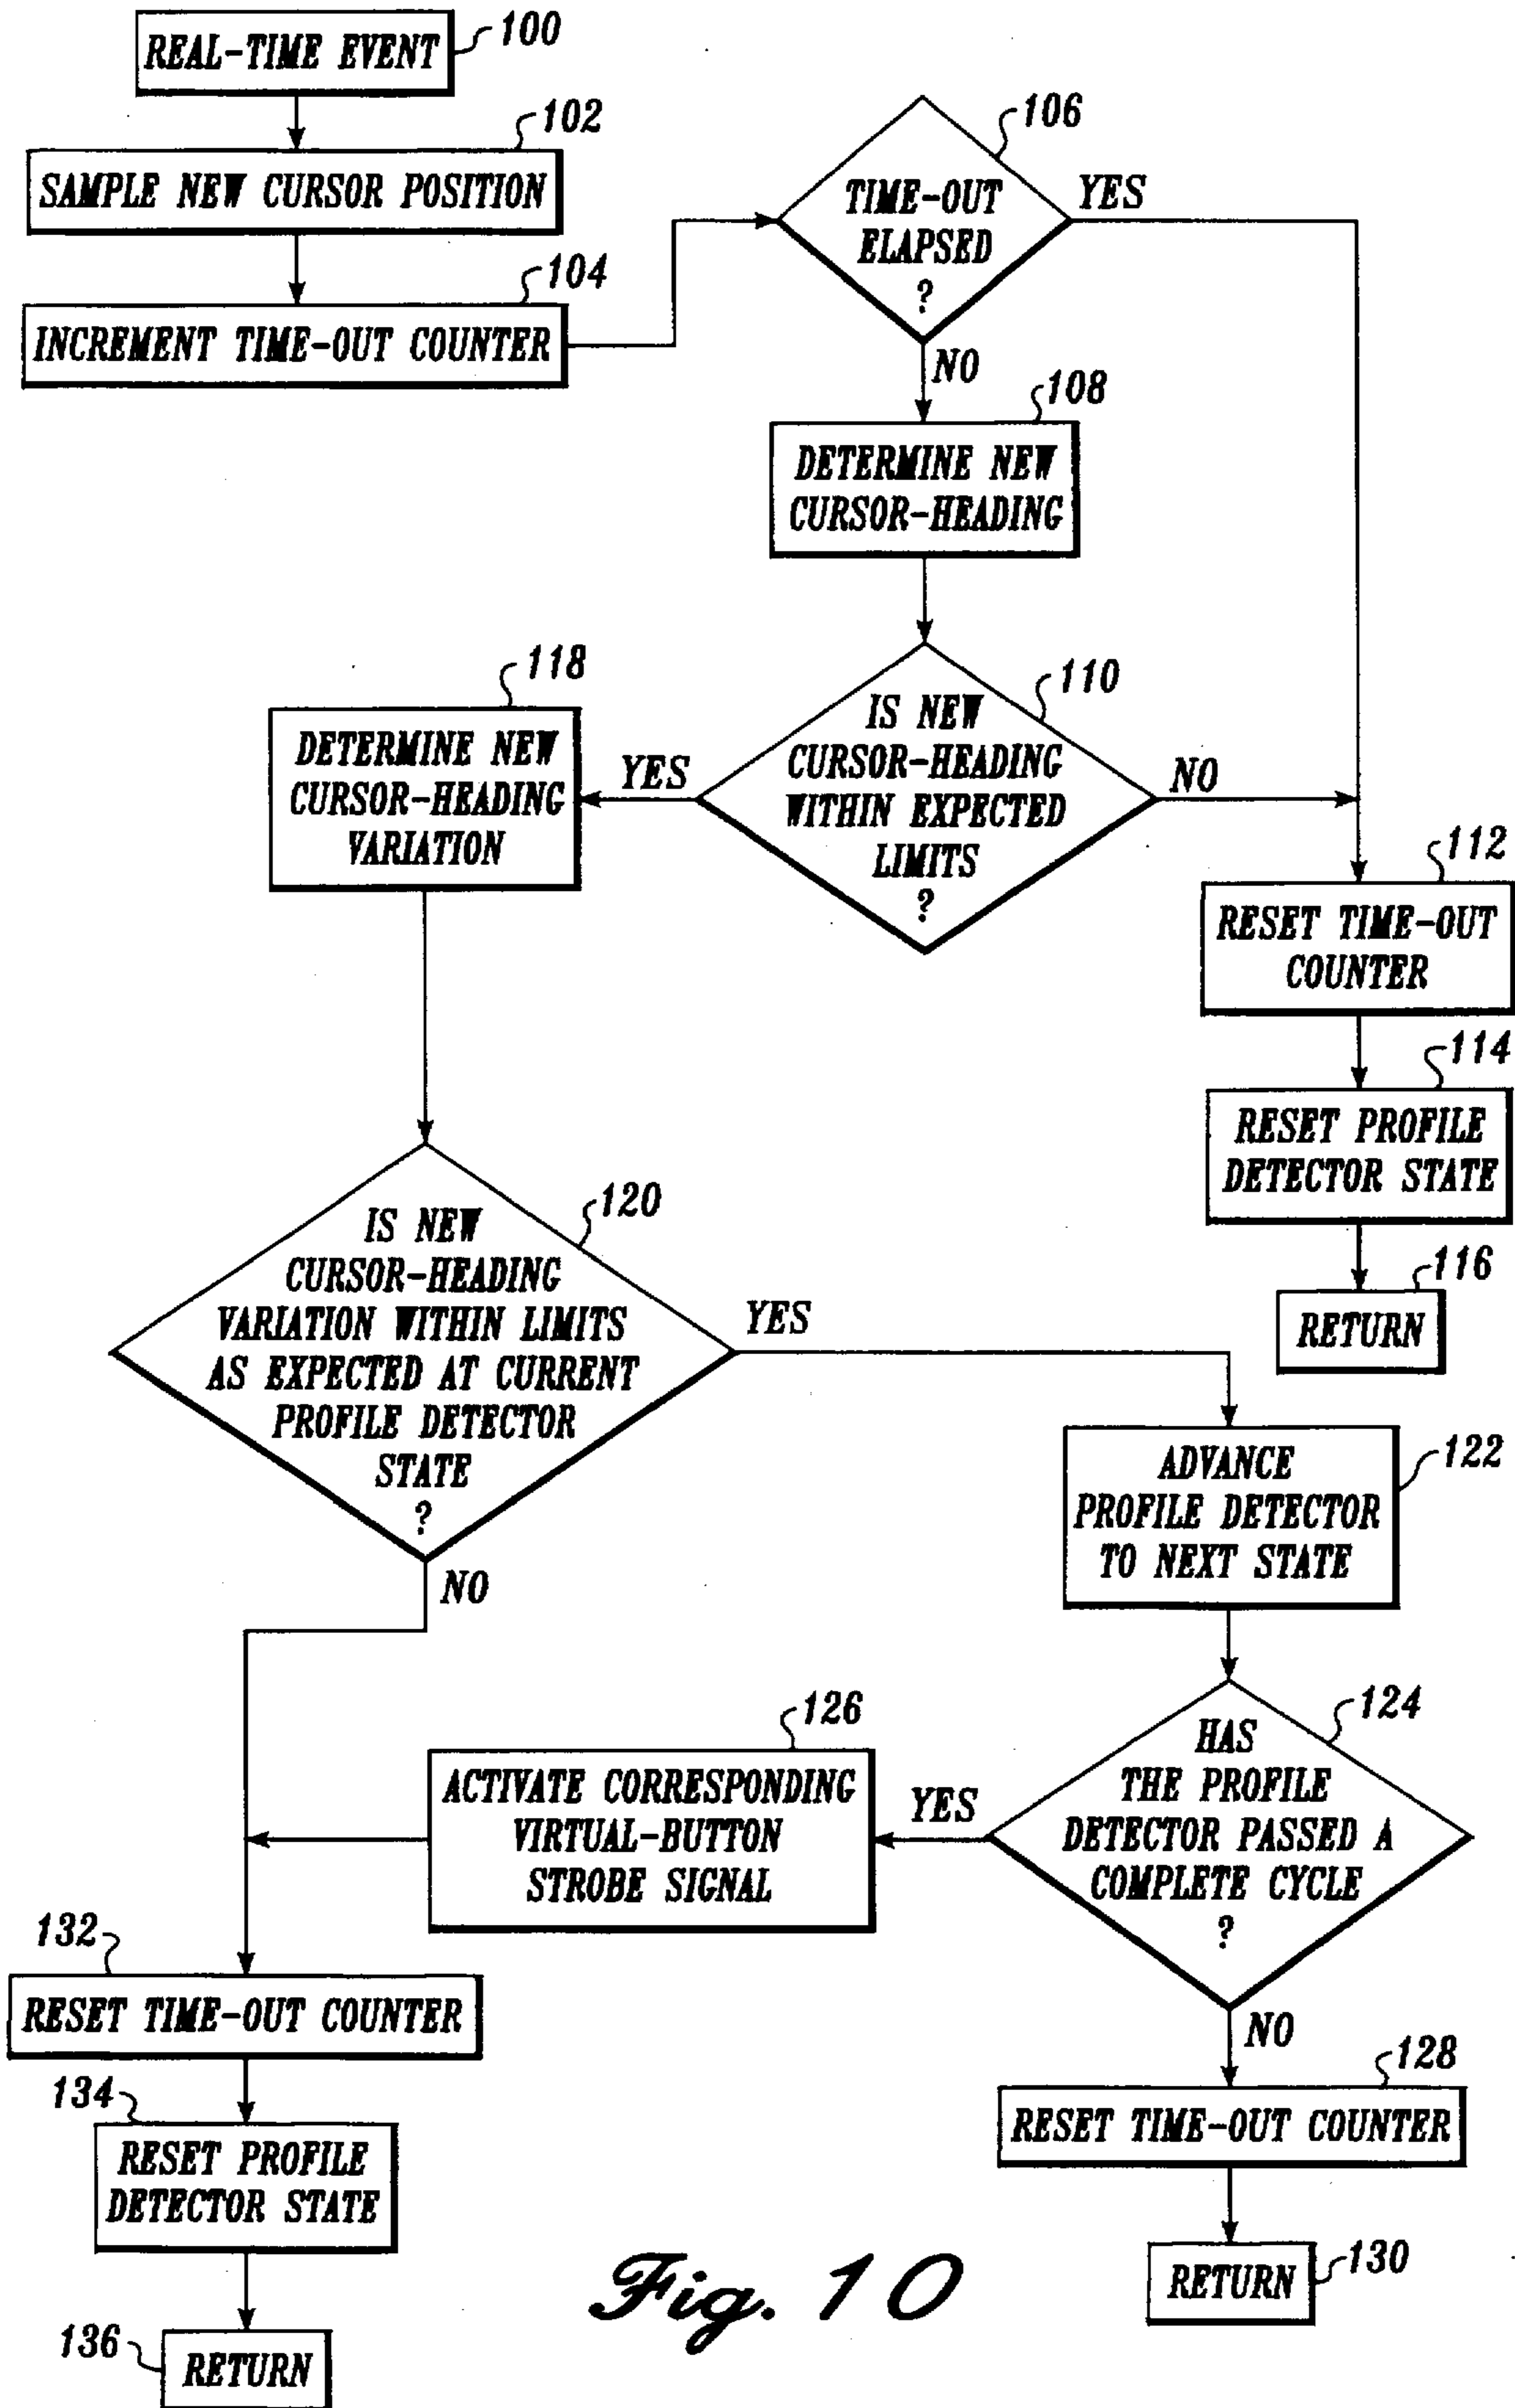 REAL-TIME EVENT
100
SAMPLE NEW CURSOR POSITION
102
INCREMENT TIME-OUT COUNTER
104
TIME-OUT
ELAPSED
?
106
YES
NO
DETERMINE NEW
CURSOR-HEADING
108
IS NEW
CURSOR-HEADING
WITHIN EXPECTED
LIMITS
?
110
YES
NO
DETERMINE NEW
CURSOR-HEADING
VARIATION
118
RESET TIME-OUT
COUNTER
112
RESET PROFILE
DETECTOR STATE
114
RETURN
116
IS NEW
CURSOR-HEADING
VARIATION WITHIN LIMITS
AS EXPECTED AT CURRENT
PROFILE DETECTOR
STATE
?
120
YES
NO
ADVANCE
PROFILE DETECTOR
TO NEXT STATE
122
HAS
THE PROFILE
DETECTOR PASSED A
COMPLETE CYCLE
?
124
YES
NO
ACTIVATE CORRESPONDING
VIRTUAL-BUTTON
STROBE SIGNAL
126
RESET TIME-OUT COUNTER
128
RETURN
130
132
RESET TIME-OUT COUNTER
134
RESET PROFILE
DETECTOR STATE
136
RETURN
Fig. 10